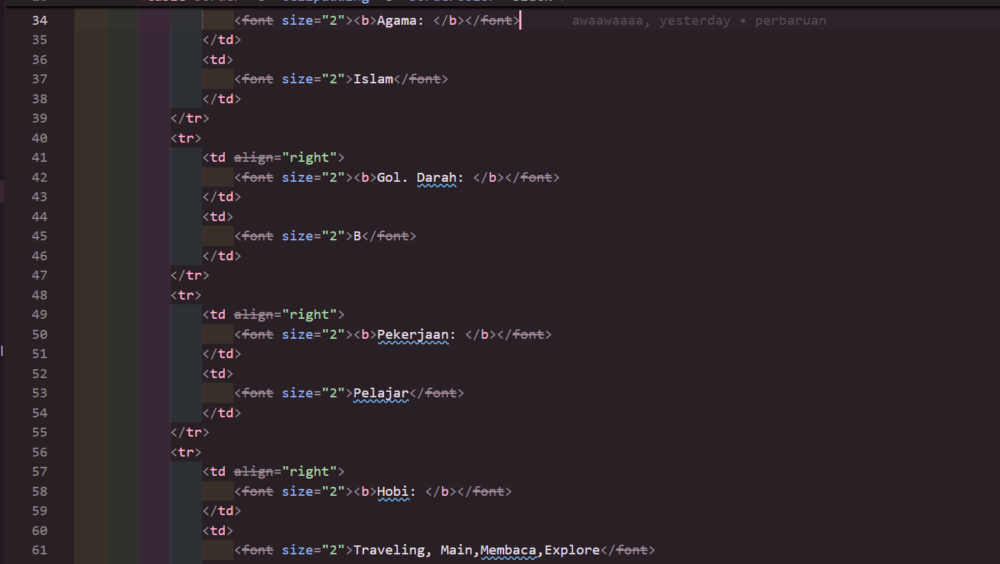 34 <font size="2"><b>Agama: </b></font> awaawaaaa, yesterday • perbaruan
35 </td>
36 <td>
37 <font size="2">Islam</font>
38 </td>
39 </tr>
40 <tr>
41 <td align="right">
42 <font size="2"><b>Gol. Darah: </b></font>
43 </td>
44 <td>
45 <font size="2">B</font>
46 </td>
47 </tr>
48 <tr>
49 <td align="right">
50 <font size="2"><b>Pekerjaan: </b></font>
51 </td>
52 <td>
53 <font size="2">Pelajar</font>
54 </td>
55 </tr>
56 <tr>
57 <td align="right">
58 <font size="2"><b>Hobi: </b></font>
59 </td>
60 <td>
61 <font size="2">Traveling, Main,Membaca,Explore</font>